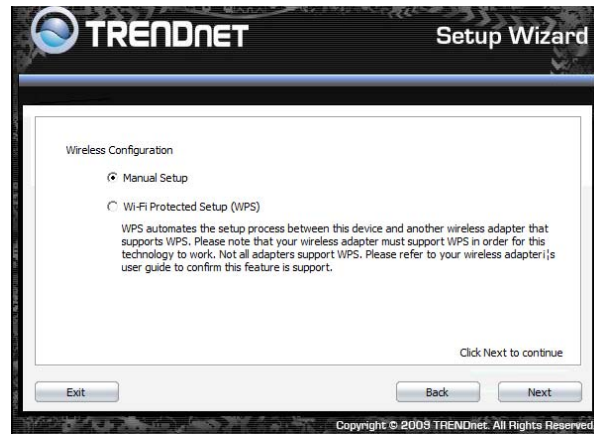 TRENDNET
Setup Wizard
Wireless Configuration
Manual Setup
Wi-Fi Protected Setup (WPS)
WPS automates the setup process between this device and another wireless adapter that
supports WPS. Please note that your wireless adapter must support WPS in order for this
technology to work. Not all adapters support WPS. Please refer to your wireless adapteri¦s
user guide to confirm this feature is support.
Click Next to continue
Exit
Back
Next
Copyright © 2009 TRENDnet. All Rights Reserved.